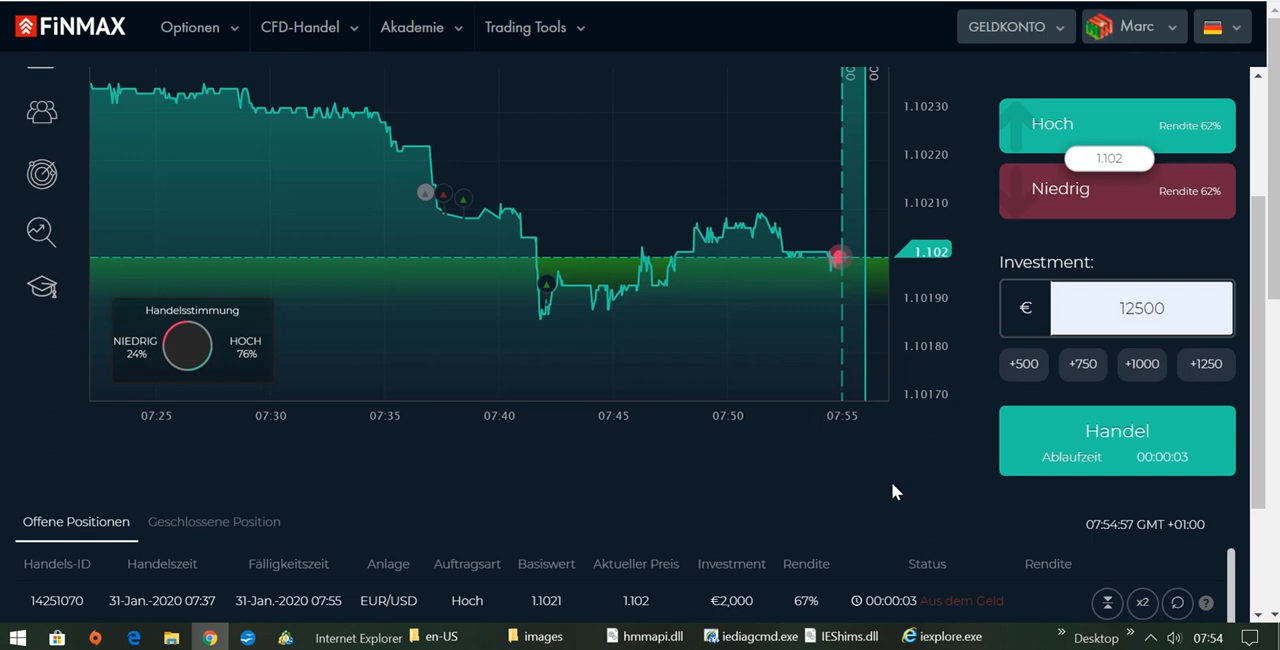 FiNMAX Optionen CFD-Handel Akademie Trading Tools GELDKONTO Marc
1.10230
1.10220
1.10210
1.102
1.10190
1.10180
1.10170
Handelsstimmung
NIEDRIG HOCH
24% 76%
07:25 07:30 07:35 07:40 07:45 07:50 07:55
Hoch Rendite 62%
1.102
Niedrig Rendite 62%
Investment:
€ 12500
+500 +750 +1000 +1250
Handel
Ablaufzeit 00:00:03
Offene Positionen Geschlossene Position 07:54:57 GMT +01:00
Handels-ID Handelszeit Fälligkeitszeit Anlage Auftragsart Basiswert Aktueller Preis Investment Rendite Status Rendite
14251070 31-Jan.-2020 07:37 31-Jan.-2020 07:55 EUR/USD Hoch 1.1021 1.102 €2,000 67% 00:00:03 Aus dem Geld x2 ?
Internet Explorer en-US images hmmapi.dll iediagcmd.exe IEShims.dll iexplore.exe » Desktop » 07:54